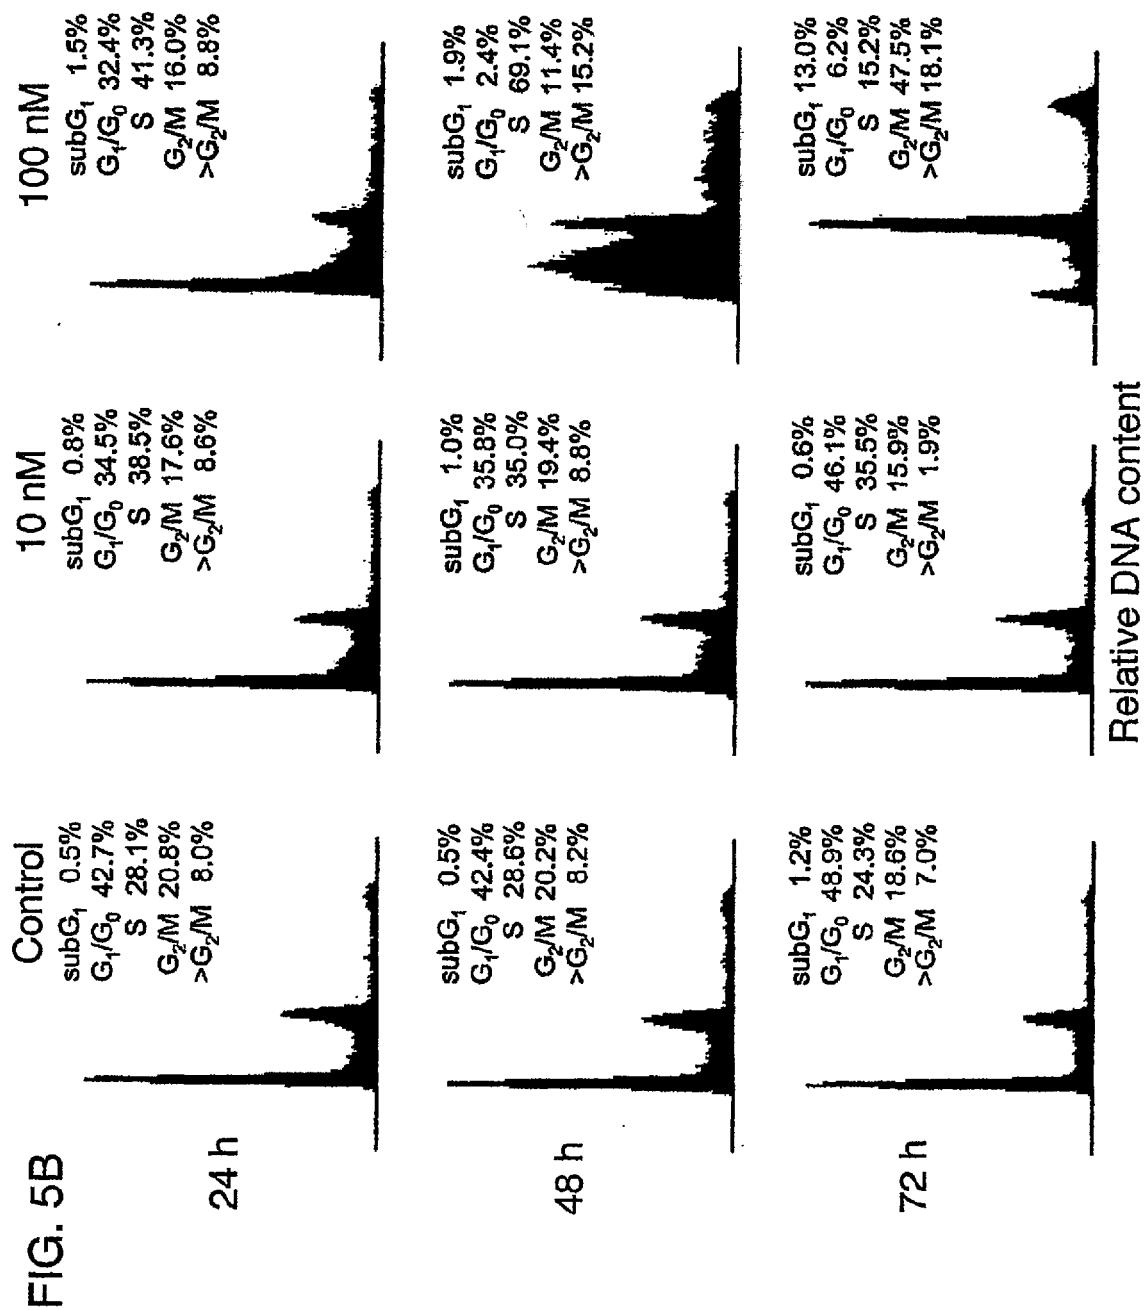 FIG. 5B
Control
10 nM
100 nM
24 h
subG₁ 0.5%
G₁/G₀ 42.7%
S 28.1%
G₂/M 20.8%
>G₂/M 8.0%
subG₁ 0.8%
G₁/G₀ 34.5%
S 38.5%
G₂/M 17.6%
>G₂/M 8.6%
subG₁ 1.5%
G₁/G₀ 32.4%
S 41.3%
G₂/M 16.0%
>G₂/M 8.8%
48 h
subG₁ 0.5%
G₁/G₀ 42.4%
S 28.6%
G₂/M 20.2%
>G₂/M 8.2%
subG₁ 1.0%
G₁/G₀ 35.8%
S 35.0%
G₂/M 19.4%
>G₂/M 8.8%
subG₁ 1.9%
G₁/G₀ 2.4%
S 69.1%
G₂/M 11.4%
>G₂/M 15.2%
72 h
subG₁ 1.2%
G₁/G₀ 48.9%
S 24.3%
G₂/M 18.6%
>G₂/M 7.0%
subG₁ 0.6%
G₁/G₀ 46.1%
S 35.5%
G₂/M 15.9%
>G₂/M 1.9%
subG₁ 13.0%
G₁/G₀ 6.2%
S 15.2%
G₂/M 47.5%
>G₂/M 18.1%
Relative DNA content